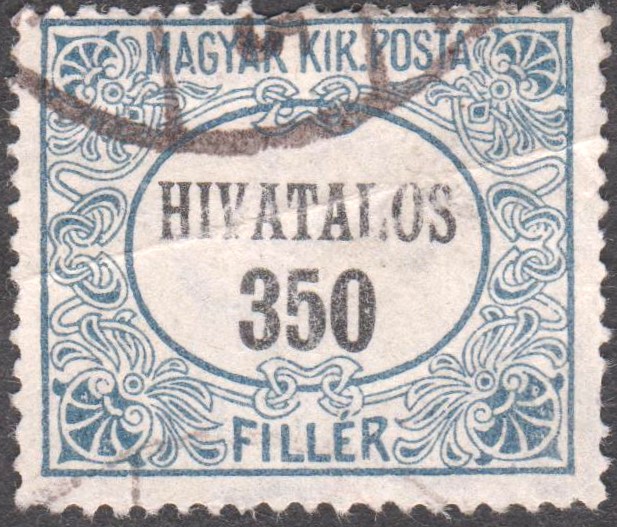 MAGYAR KIR. POSTA
HIVATALOS
350
FILLÉR